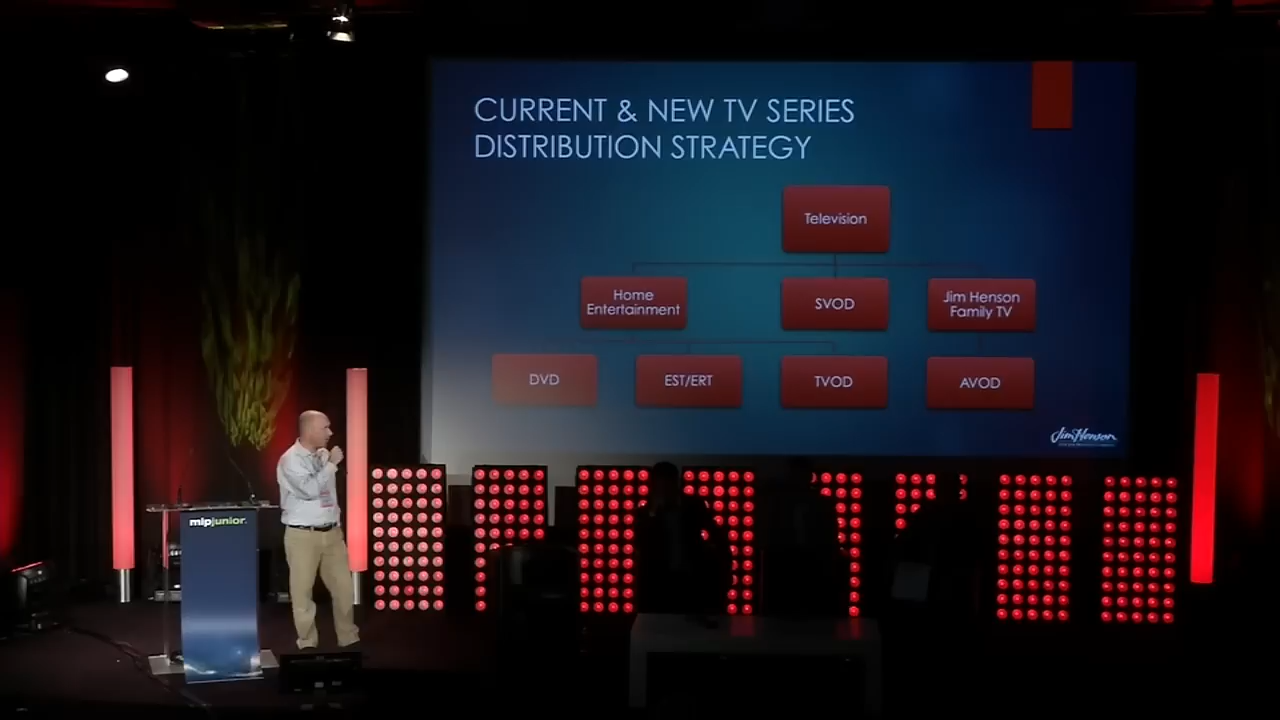 CURRENT & NEW TV SERIES
DISTRIBUTION STRATEGY
Television
Home
Entertainment
SVOD
Jim Henson
Family TV
DVD
EST/ERT
TVOD
AVOD
Jim Henson
mipjunior.